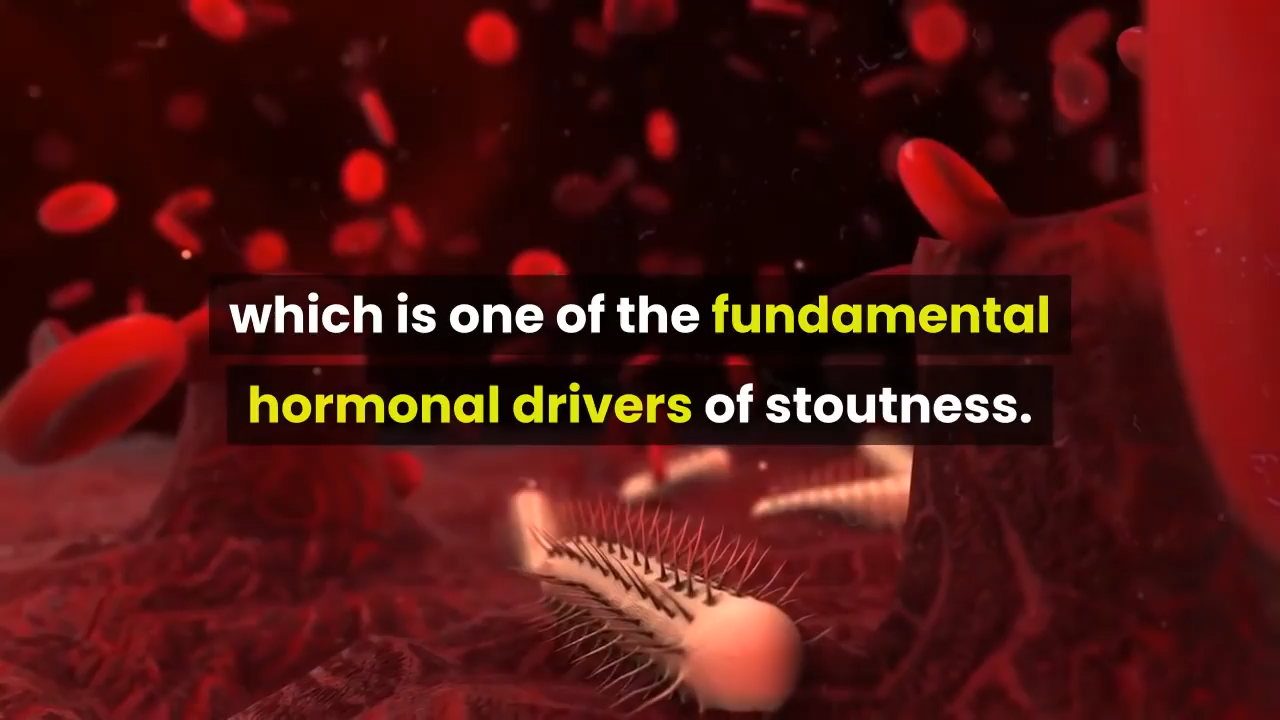 which is one of the fundamental
hormonal drivers of stoutness.